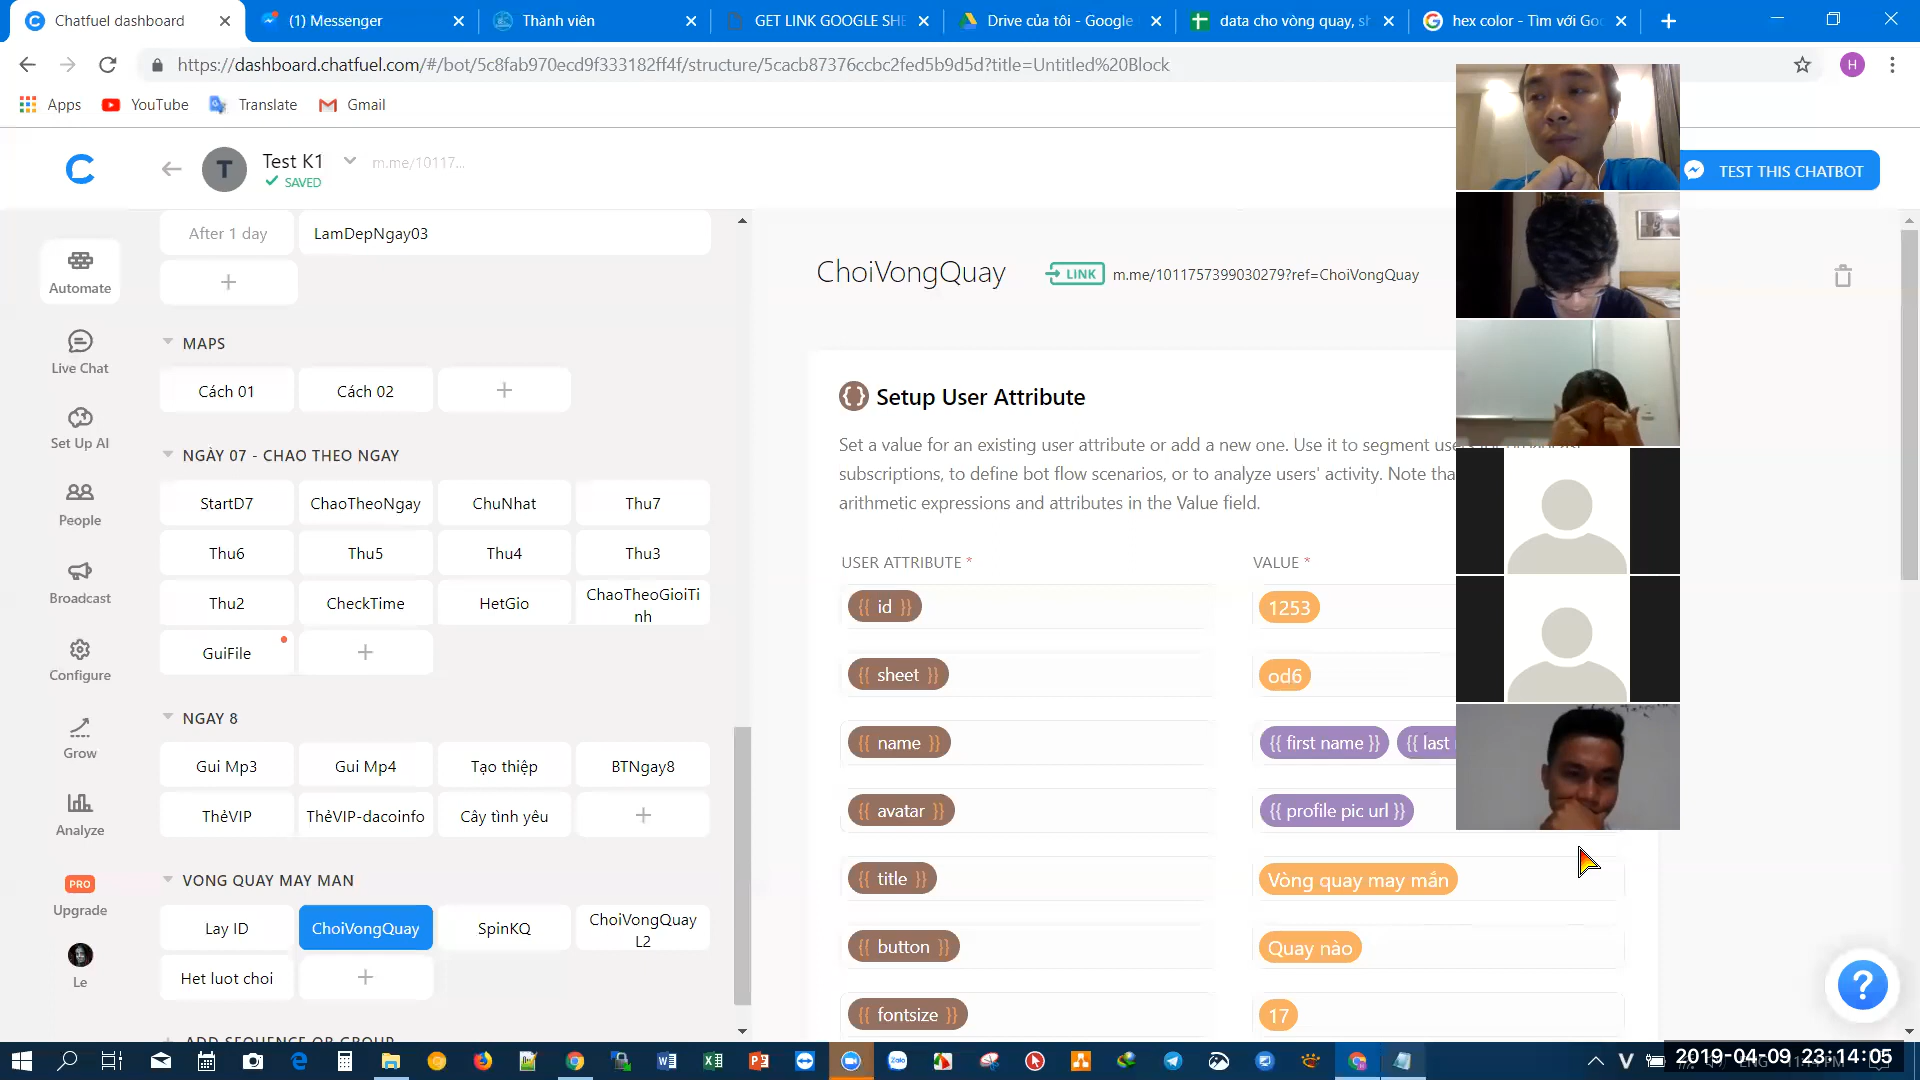 Chatfuel dashboard
(1) Messenger
Thành viên
GET LINK GOOGLE SHE
Drive của tôi - Google
data cho vòng quay, sh
hex color - Tìm với Goo
https://dashboard.chatfuel.com/#/bot/5c8fab970ecd9f333182ff4f/structure/5cacb87376ccbc2fed5b9d5d?title=Untitled%20Block
H
Apps
YouTube
Translate
Gmail
T
Test K1
m.me/10117...
SAVED
TEST THIS CHATBOT
Automate
Live Chat
Set Up AI
People
Broadcast
Configure
Grow
Analyze
PRO
Upgrade
Le
After 1 day
LamDepNgay03
MAPS
Cách 01
Cách 02
NGÀY 07 - CHAO THEO NGAY
StartD7
ChaoTheoNgay
ChuNhat
Thu7
Thu6
Thu5
Thu4
Thu3
Thu2
CheckTime
HetGio
ChaoTheoGioiTi
nh
GuiFile
NGAY 8
Gui Mp3
Gui Mp4
Tạo thiệp
BTNgay8
ThẻVIP
ThẻVIP-dacoinfo
Cây tình yêu
VONG QUAY MAY MAN
Lay ID
ChoiVongQuay
SpinKQ
ChoiVongQuay
L2
Het luot choi
ADD SEQUENCE OR GROUP
ChoiVongQuay
LINK
m.me/1011757399030279?ref=ChoiVongQuay
Setup User Attribute
Set a value for an existing user attribute or add a new one. Use it to segment users
subscriptions, to define bot flow scenarios, or to analyze users' activity. Note tha
arithmetic expressions and attributes in the Value field.
USER ATTRIBUTE *
VALUE *
{{ id }}
1253
{{ sheet }}
od6
{{ name }}
{{ first name }} {{ last
{{ avatar }}
{{ profile pic url }}
{{ title }}
Vòng quay may mắn
{{ button }}
Quay nào
{{ fontsize }}
17
?
2019-04-09 23:14:05